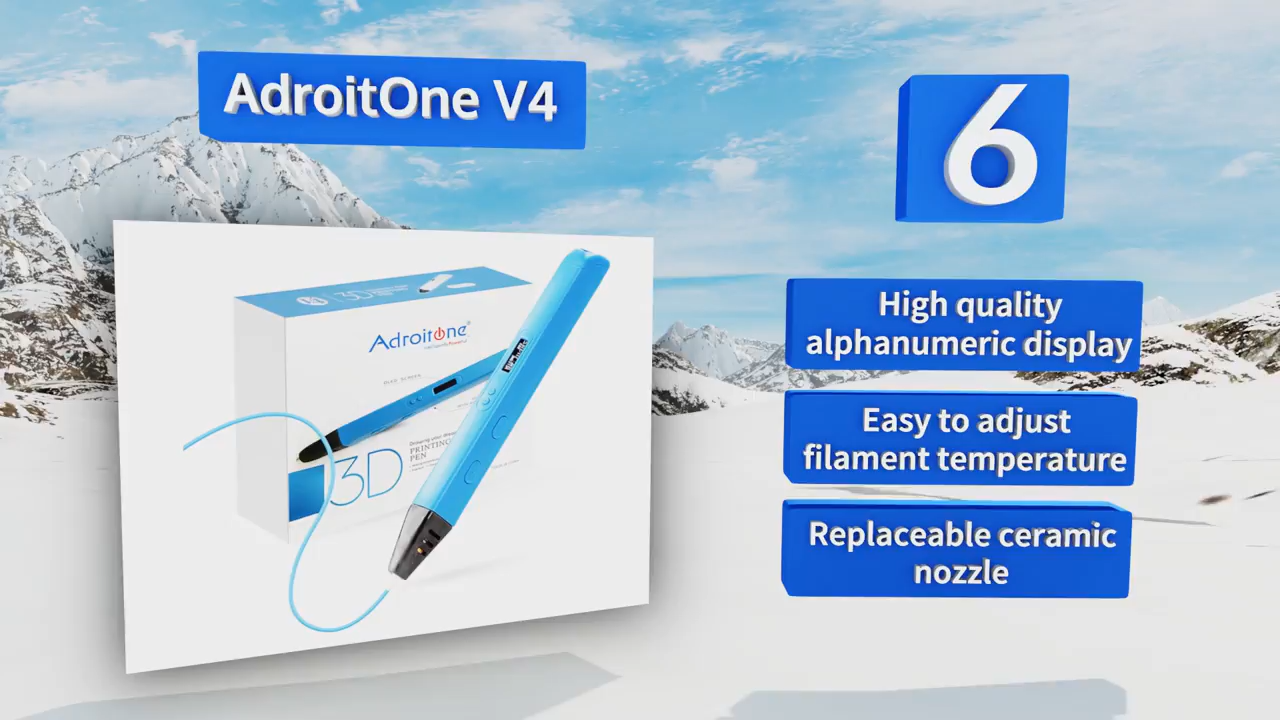 AdroitOne V4
6
3D
AdroitOne
3D
PRINTING
PEN
High quality
alphanumeric display
Easy to adjust
filament temperature
Replaceable ceramic
nozzle